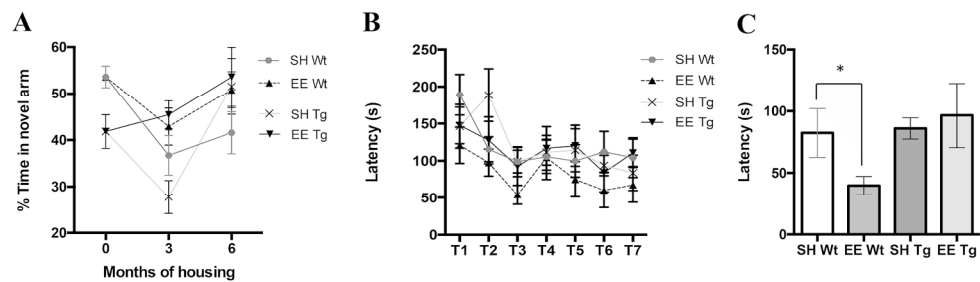 A
% Time in novel arm
60
50
40
30
20
0 3 6
Months of housing
SH Wt
EE Wt
SH Tg
EE Tg
B
Latency (s)
250
200
150
100
50
0
T1 T2 T3 T4 T5 T6 T7
SH Wt
EE Wt
SH Tg
EE Tg
C
Latency (s)
150
100
50
0
*
SH Wt EE Wt SH Tg EE Tg